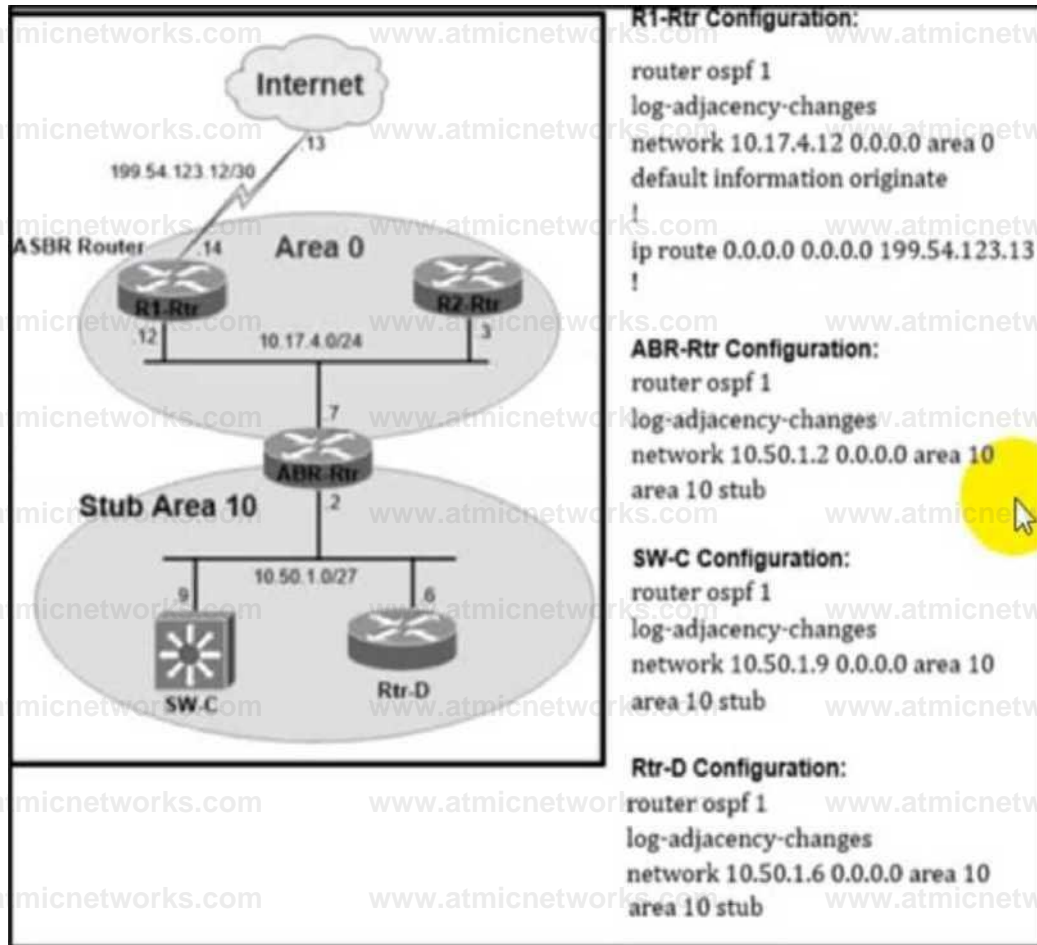 Internet
.13
199.54.123.12/30
ASBR Router
.14
Area 0
R1-Rtr
R2-Rtr
.12
10.17.4.0/24
.3
.7
ABR-Rtr
Stub Area 10
.2
10.50.1.0/27
.9
.6
SW-C
Rtr-D
R1-Rtr Configuration:
router ospf 1
log-adjacency-changes
network 10.17.4.12 0.0.0.0 area 0
default information originate
!
ip route 0.0.0.0 0.0.0.0 199.54.123.13
!
ABR-Rtr Configuration:
router ospf 1
log-adjacency-changes
network 10.50.1.2 0.0.0.0 area 10
area 10 stub
SW-C Configuration:
router ospf 1
log-adjacency-changes
network 10.50.1.9 0.0.0.0 area 10
area 10 stub
Rtr-D Configuration:
router ospf 1
log-adjacency-changes
network 10.50.1.6 0.0.0.0 area 10
area 10 stub
www.atmicnetworks.com